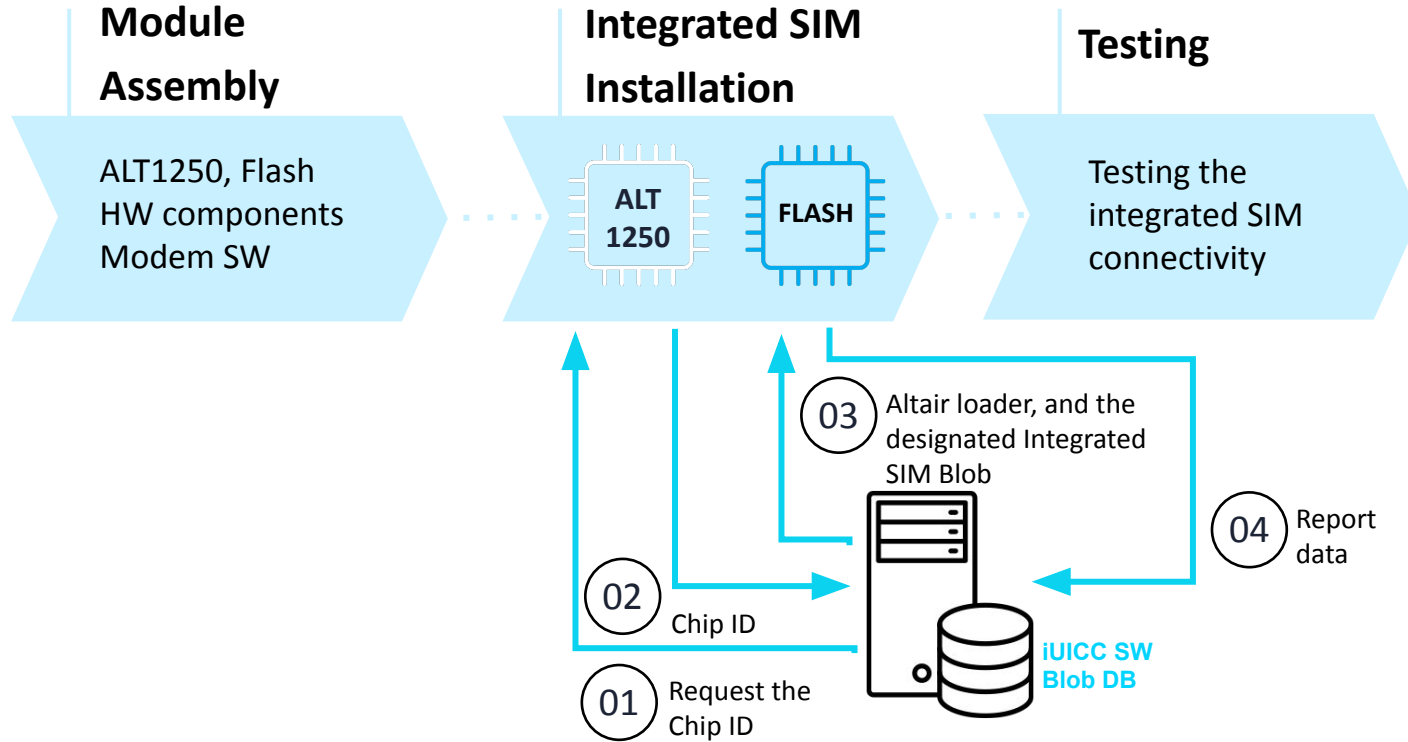 Module
Assembly
ALT1250, Flash
HW components
Modem SW
Integrated SIM
Installation
ALT
1250
FLASH
Testing
Testing the
integrated SIM
connectivity
03
Altair loader, and the
designated Integrated
SIM Blob
04
Report
data
02
Chip ID
01
Request the
Chip ID
iUICC SW
Blob DB